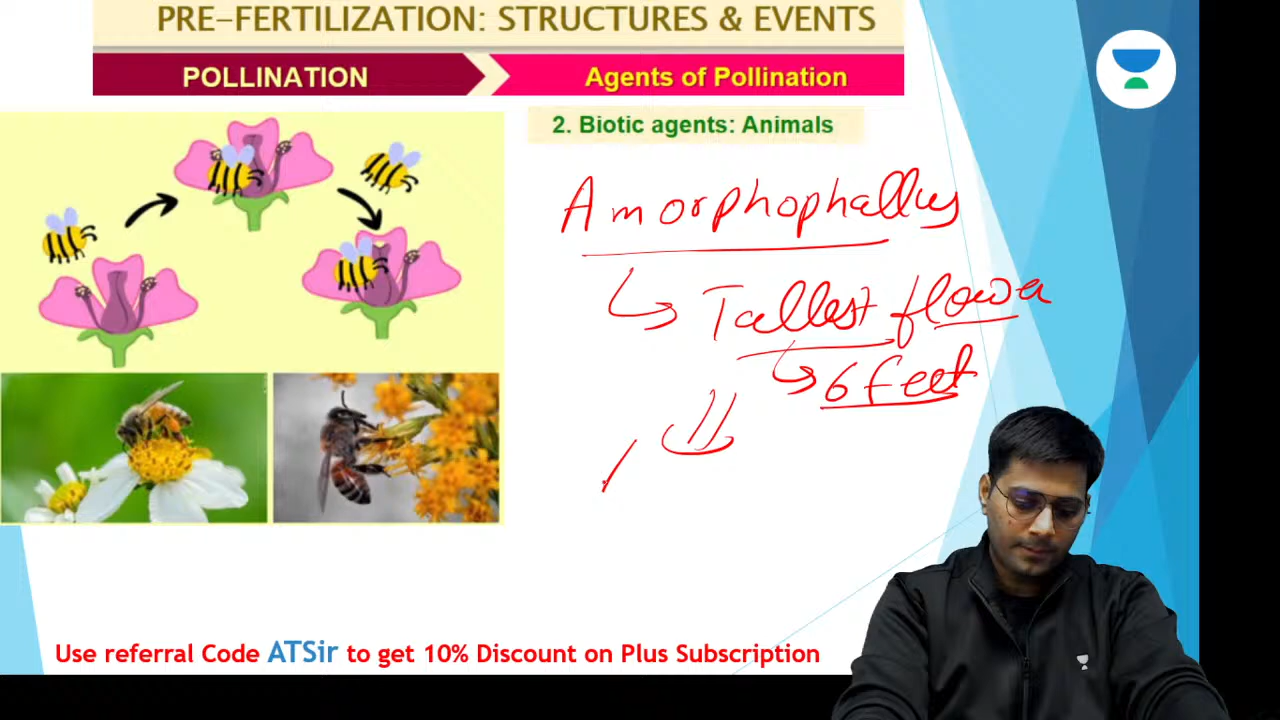 PRE-FERTILIZATION: STRUCTURES & EVENTS
POLLINATION
Agents of Pollination
2. Biotic agents: Animals
Amorphophallus
Tallest flower
6 feet
Use referral Code ATSir to get 10% Discount on Plus Subscription